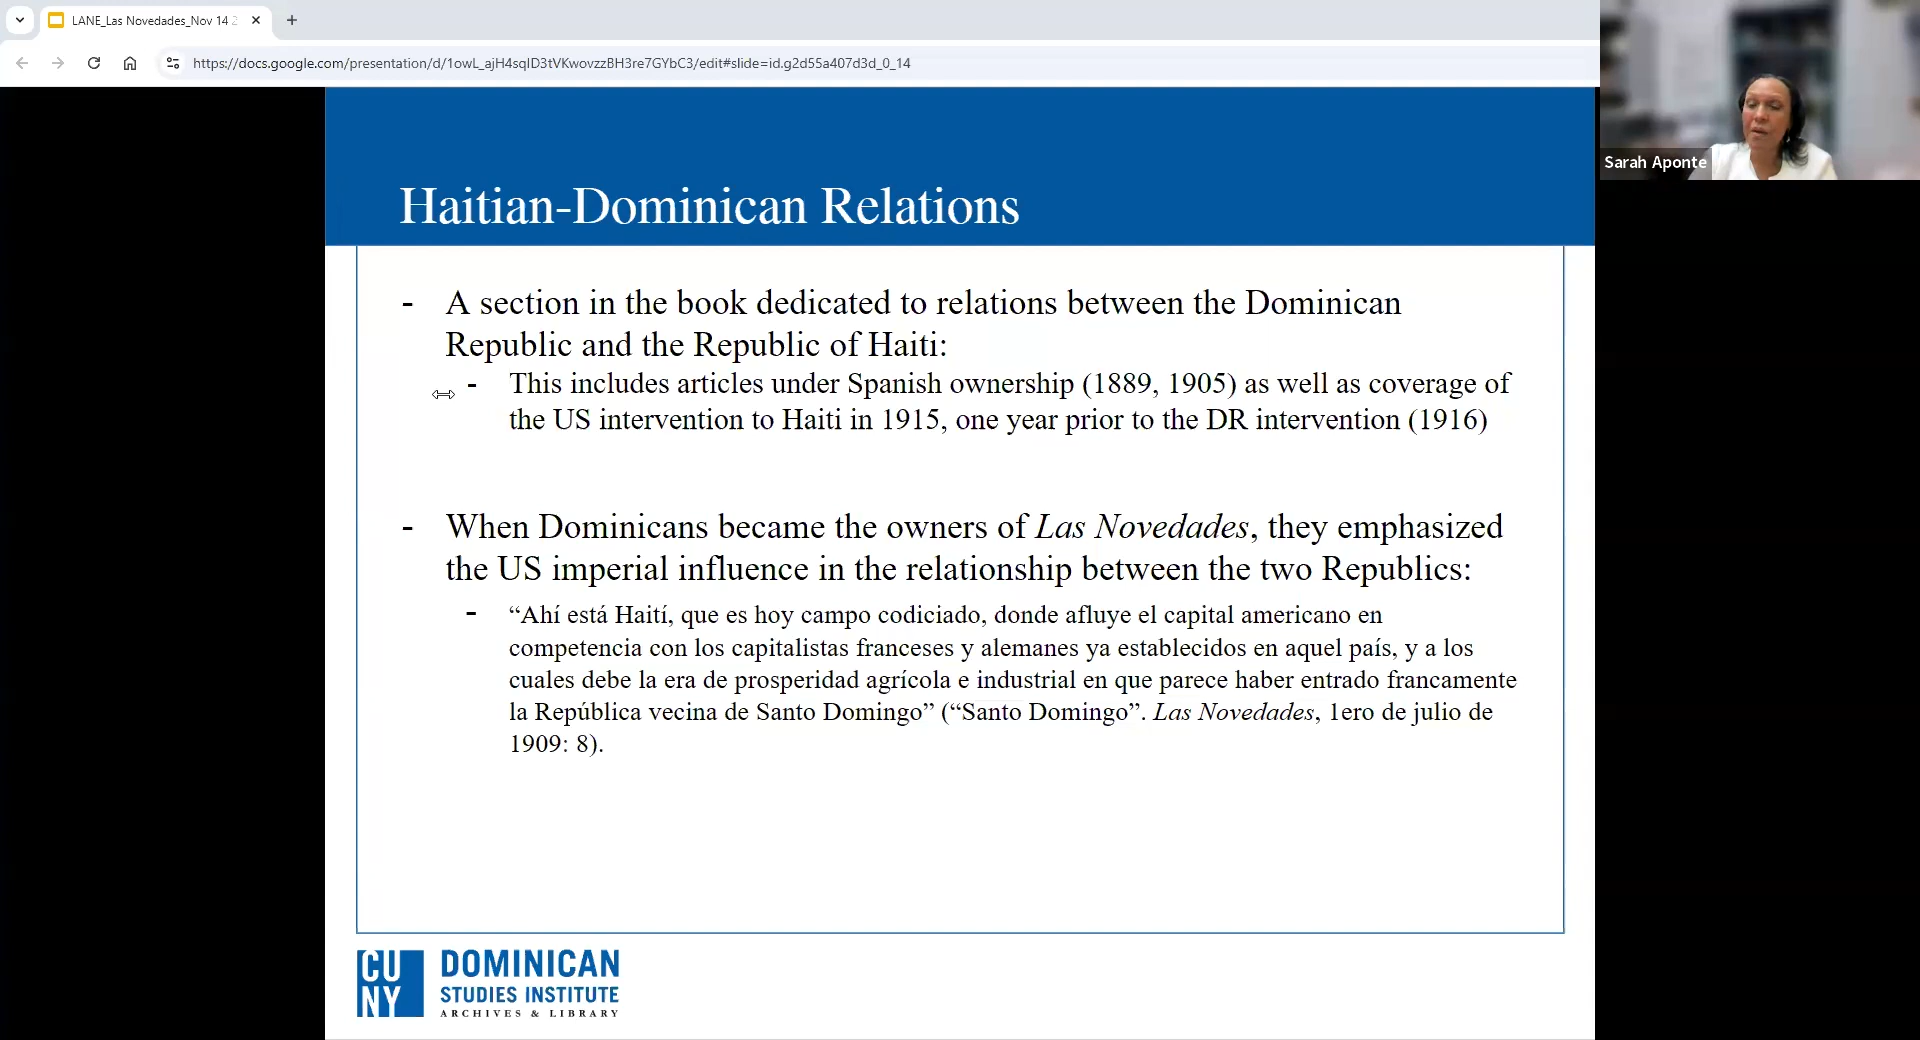 LANE_Las Novedades_Nov 14 2
https://docs.google.com/presentation/d/1owL_ajH4sqID3tVKwovzzBH3re7GYbC3/edit#slide=id.g2d55a407d3d_0_14
Sarah Aponte
Haitian-Dominican Relations
- A section in the book dedicated to relations between the Dominican
Republic and the Republic of Haiti:
- This includes articles under Spanish ownership (1889, 1905) as well as coverage of
the US intervention to Haiti in 1915, one year prior to the DR intervention (1916)
- When Dominicans became the owners of Las Novedades, they emphasized
the US imperial influence in the relationship between the two Republics:
- “Ahí está Haití, que es hoy campo codiciado, donde afluye el capital americano en
competencia con los capitalistas franceses y alemanes ya establecidos en aquel país, y a los
cuales debe la era de prosperidad agrícola e industrial en que parece haber entrado francamente
la República vecina de Santo Domingo” (“Santo Domingo”. Las Novedades, 1ero de julio de
1909: 8).
CU
NY
DOMINICAN
STUDIES INSTITUTE
ARCHIVES & LIBRARY